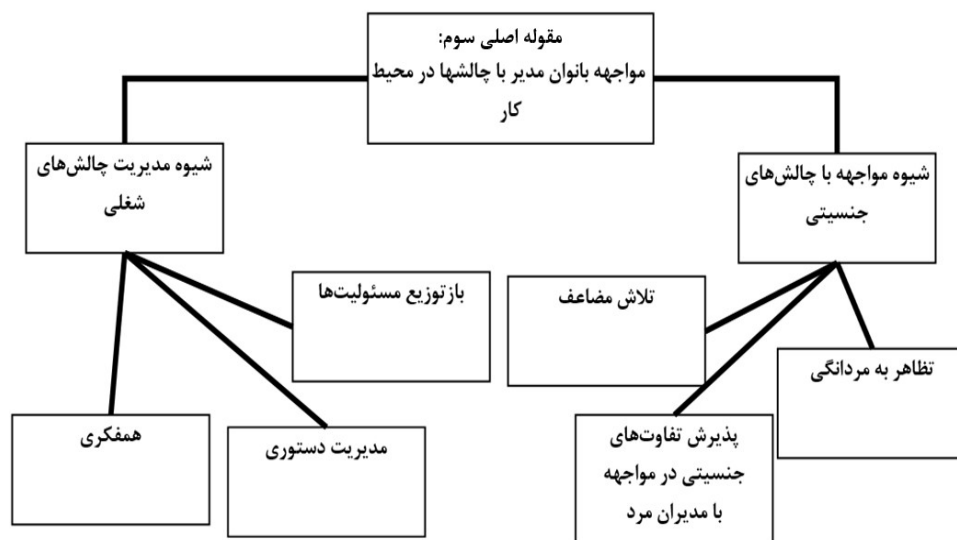 مقوله اصلی سوم:
مواجهه بانوان مدیر با چالشها در محیط
کار
شیوه مواجهه با چالش‌های
جنسیتی
شیوه مدیریت چالش‌های
شغلی
تلاش مضاعف
تظاهر به مردانگی
پذیرش تفاوت‌های
جنسیتی در مواجهه
با مدیران مرد
بازتوزیع مسئولیت‌ها
مدیریت دستوری
همفکری